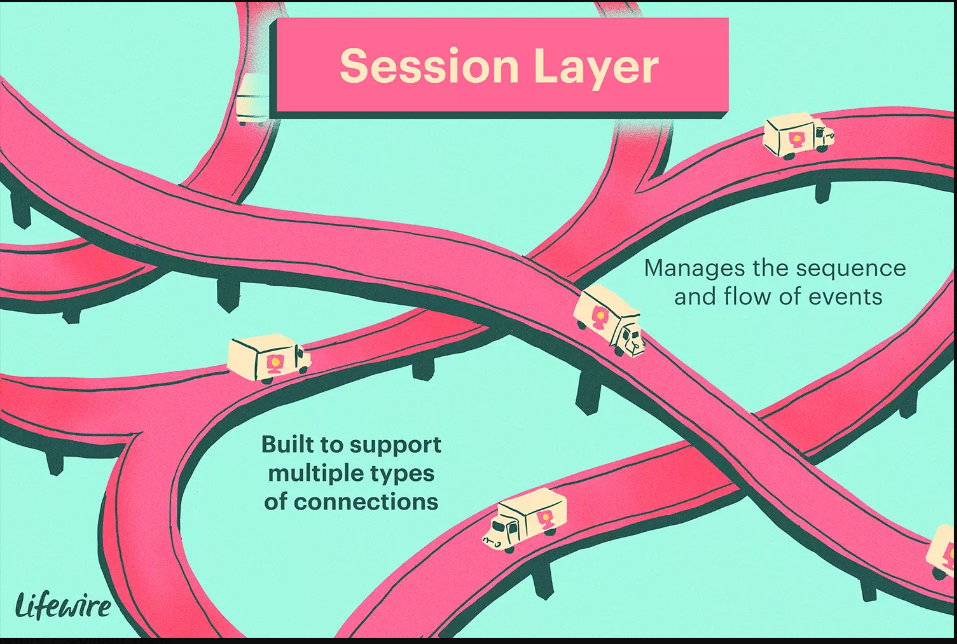 Session Layer
Manages the sequence
and flow of events
Built to support
multiple types
of connections
Lifewire